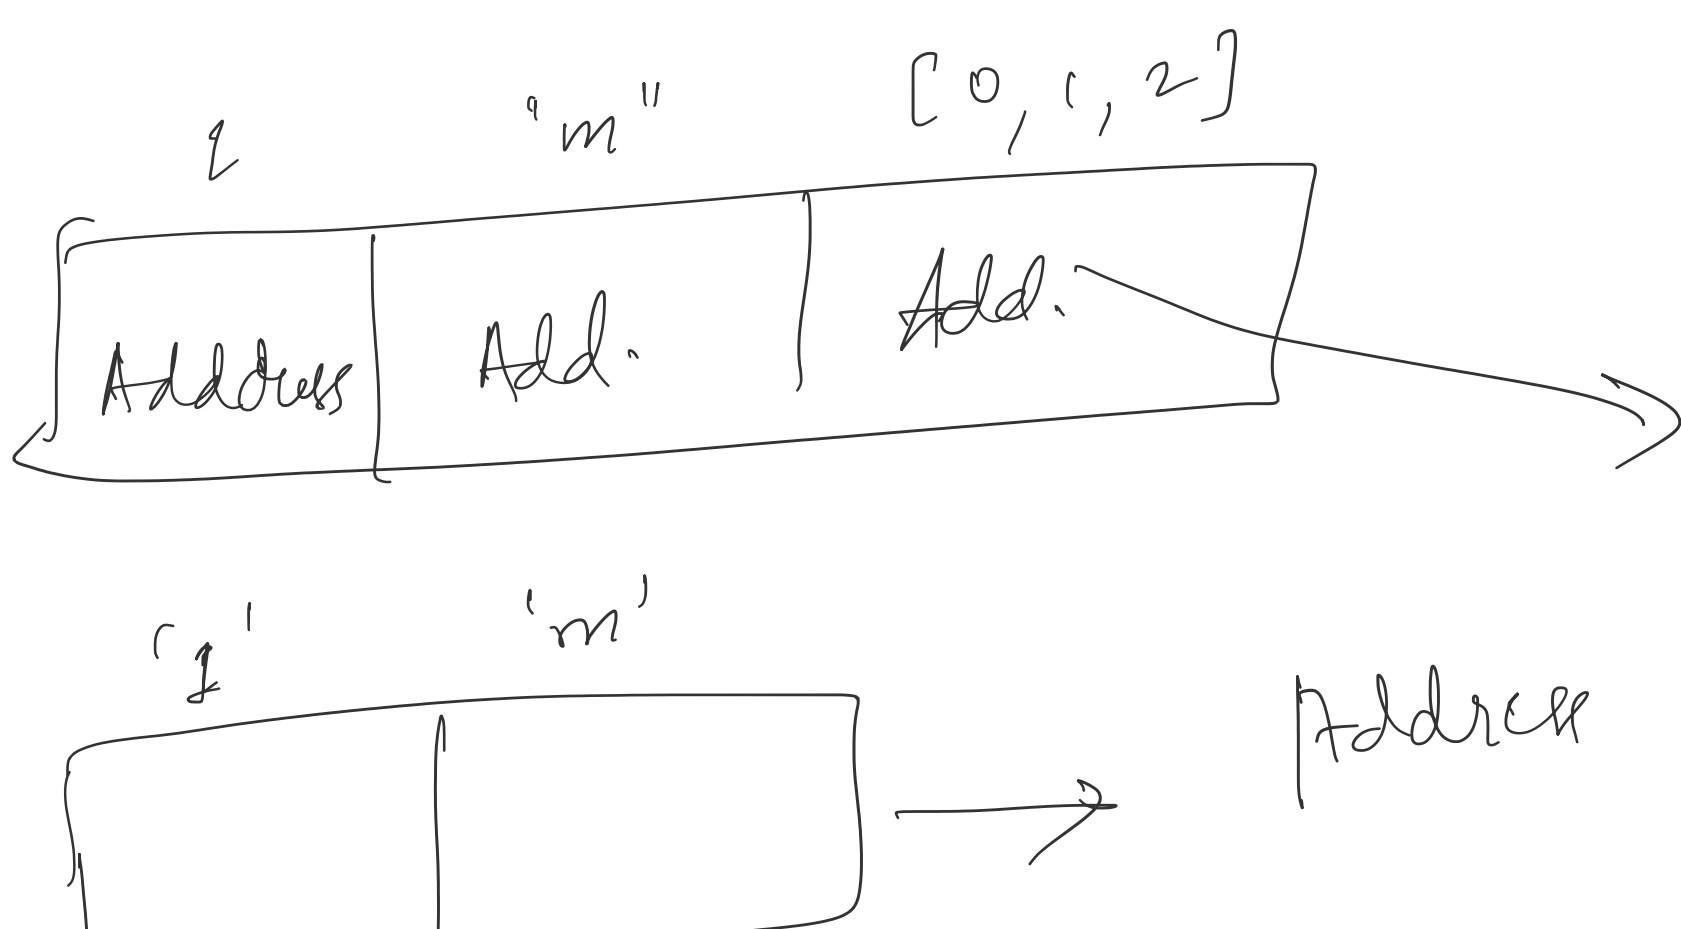 1 "m" [0, 1, 2]
Address Add. Add.
'1' 'm'
Address